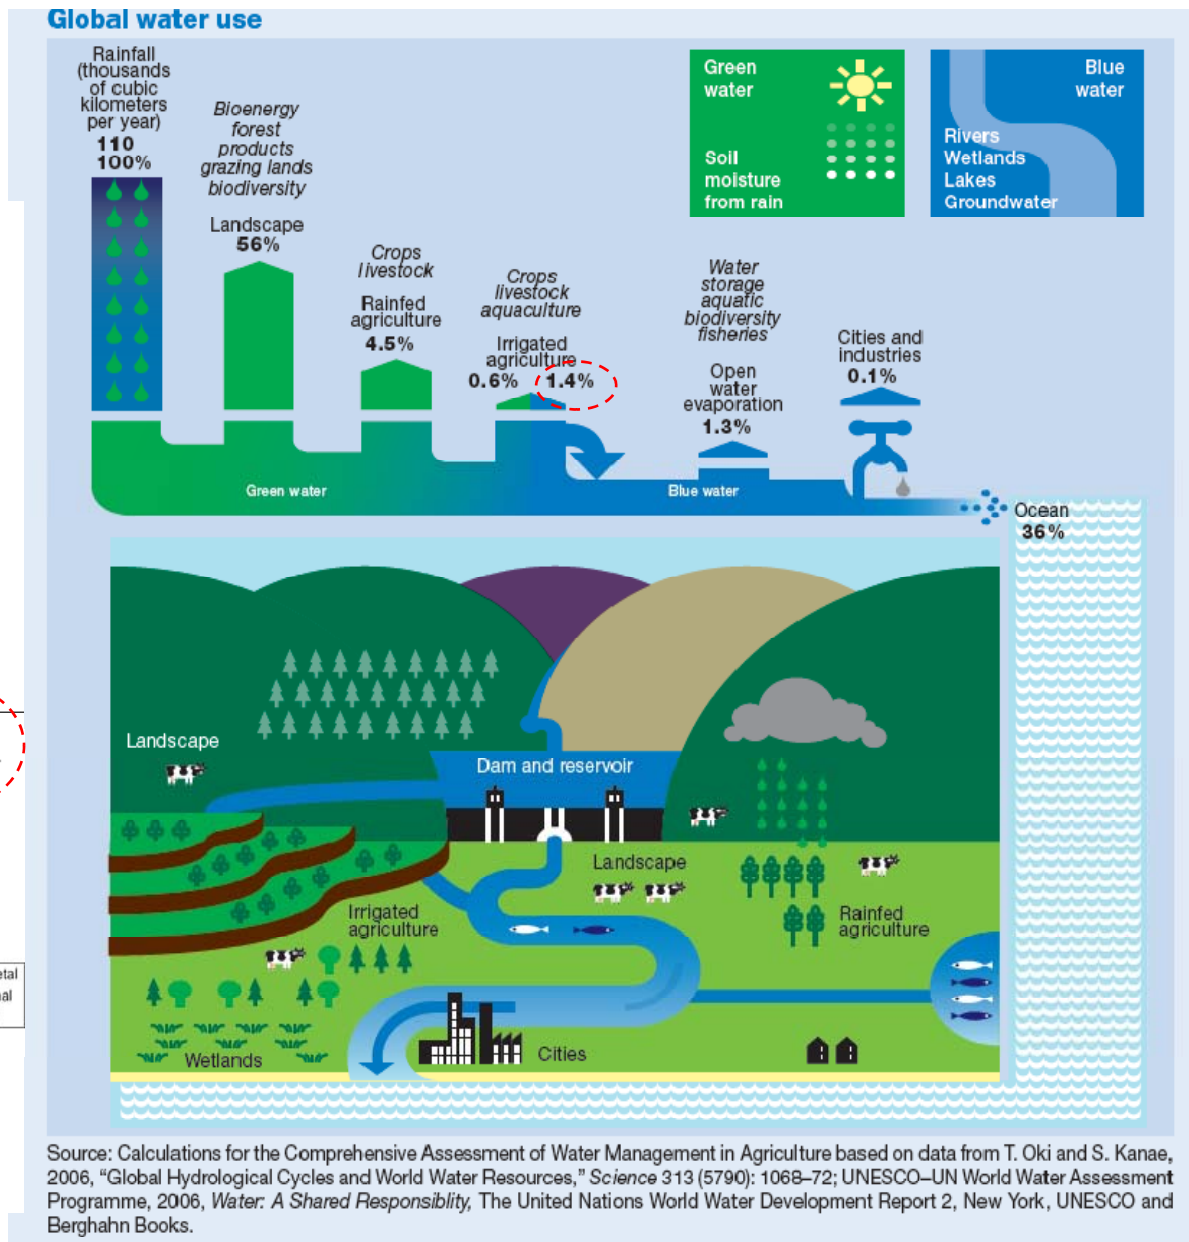 Global water use
Rainfall
(thousands
of cubic
kilometers
per year)
110
100%
Bioenergy
forest
products
grazing lands
biodiversity
Landscape
56%
Crops
livestock
Rainfed
agriculture
4.5%
Crops
livestock
aquaculture
Irrigated
agriculture
0.6% 1.4%
Water
storage
aquatic
biodiversity
fisheries
Open
water
evaporation
1.3%
Cities and
industries
0.1%
Green
water
Soil
moisture
from rain
Blue
water
Rivers
Wetlands
Lakes
Groundwater
Green water
Blue water
Ocean
36%
Landscape
Dam and reservoir
Landscape
Irrigated
agriculture
Rainfed
agriculture
Wetlands
Cities
etal
al
Source: Calculations for the Comprehensive Assessment of Water Management in Agriculture based on data from T. Oki and S. Kanae,
2006, “Global Hydrological Cycles and World Water Resources,” Science 313 (5790): 1068–72; UNESCO–UN World Water Assessment
Programme, 2006, Water: A Shared Responsiblity, The United Nations World Water Development Report 2, New York, UNESCO and
Berghahn Books.